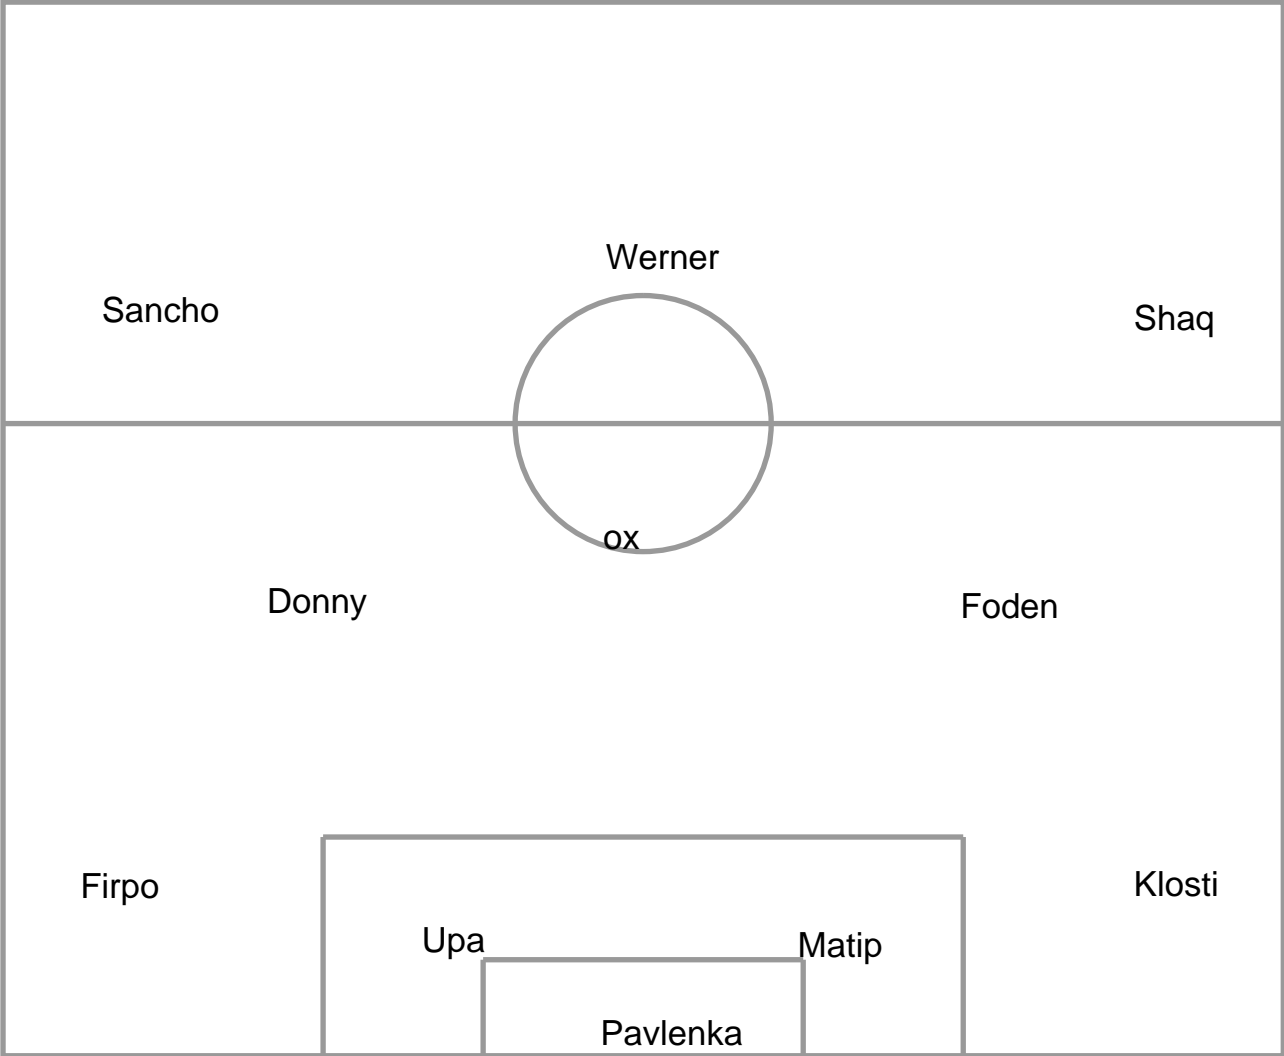 Werner
Sancho
Shaq
ox
Donny
Foden
Firpo
Klosti
Upa
Matip
Pavlenka